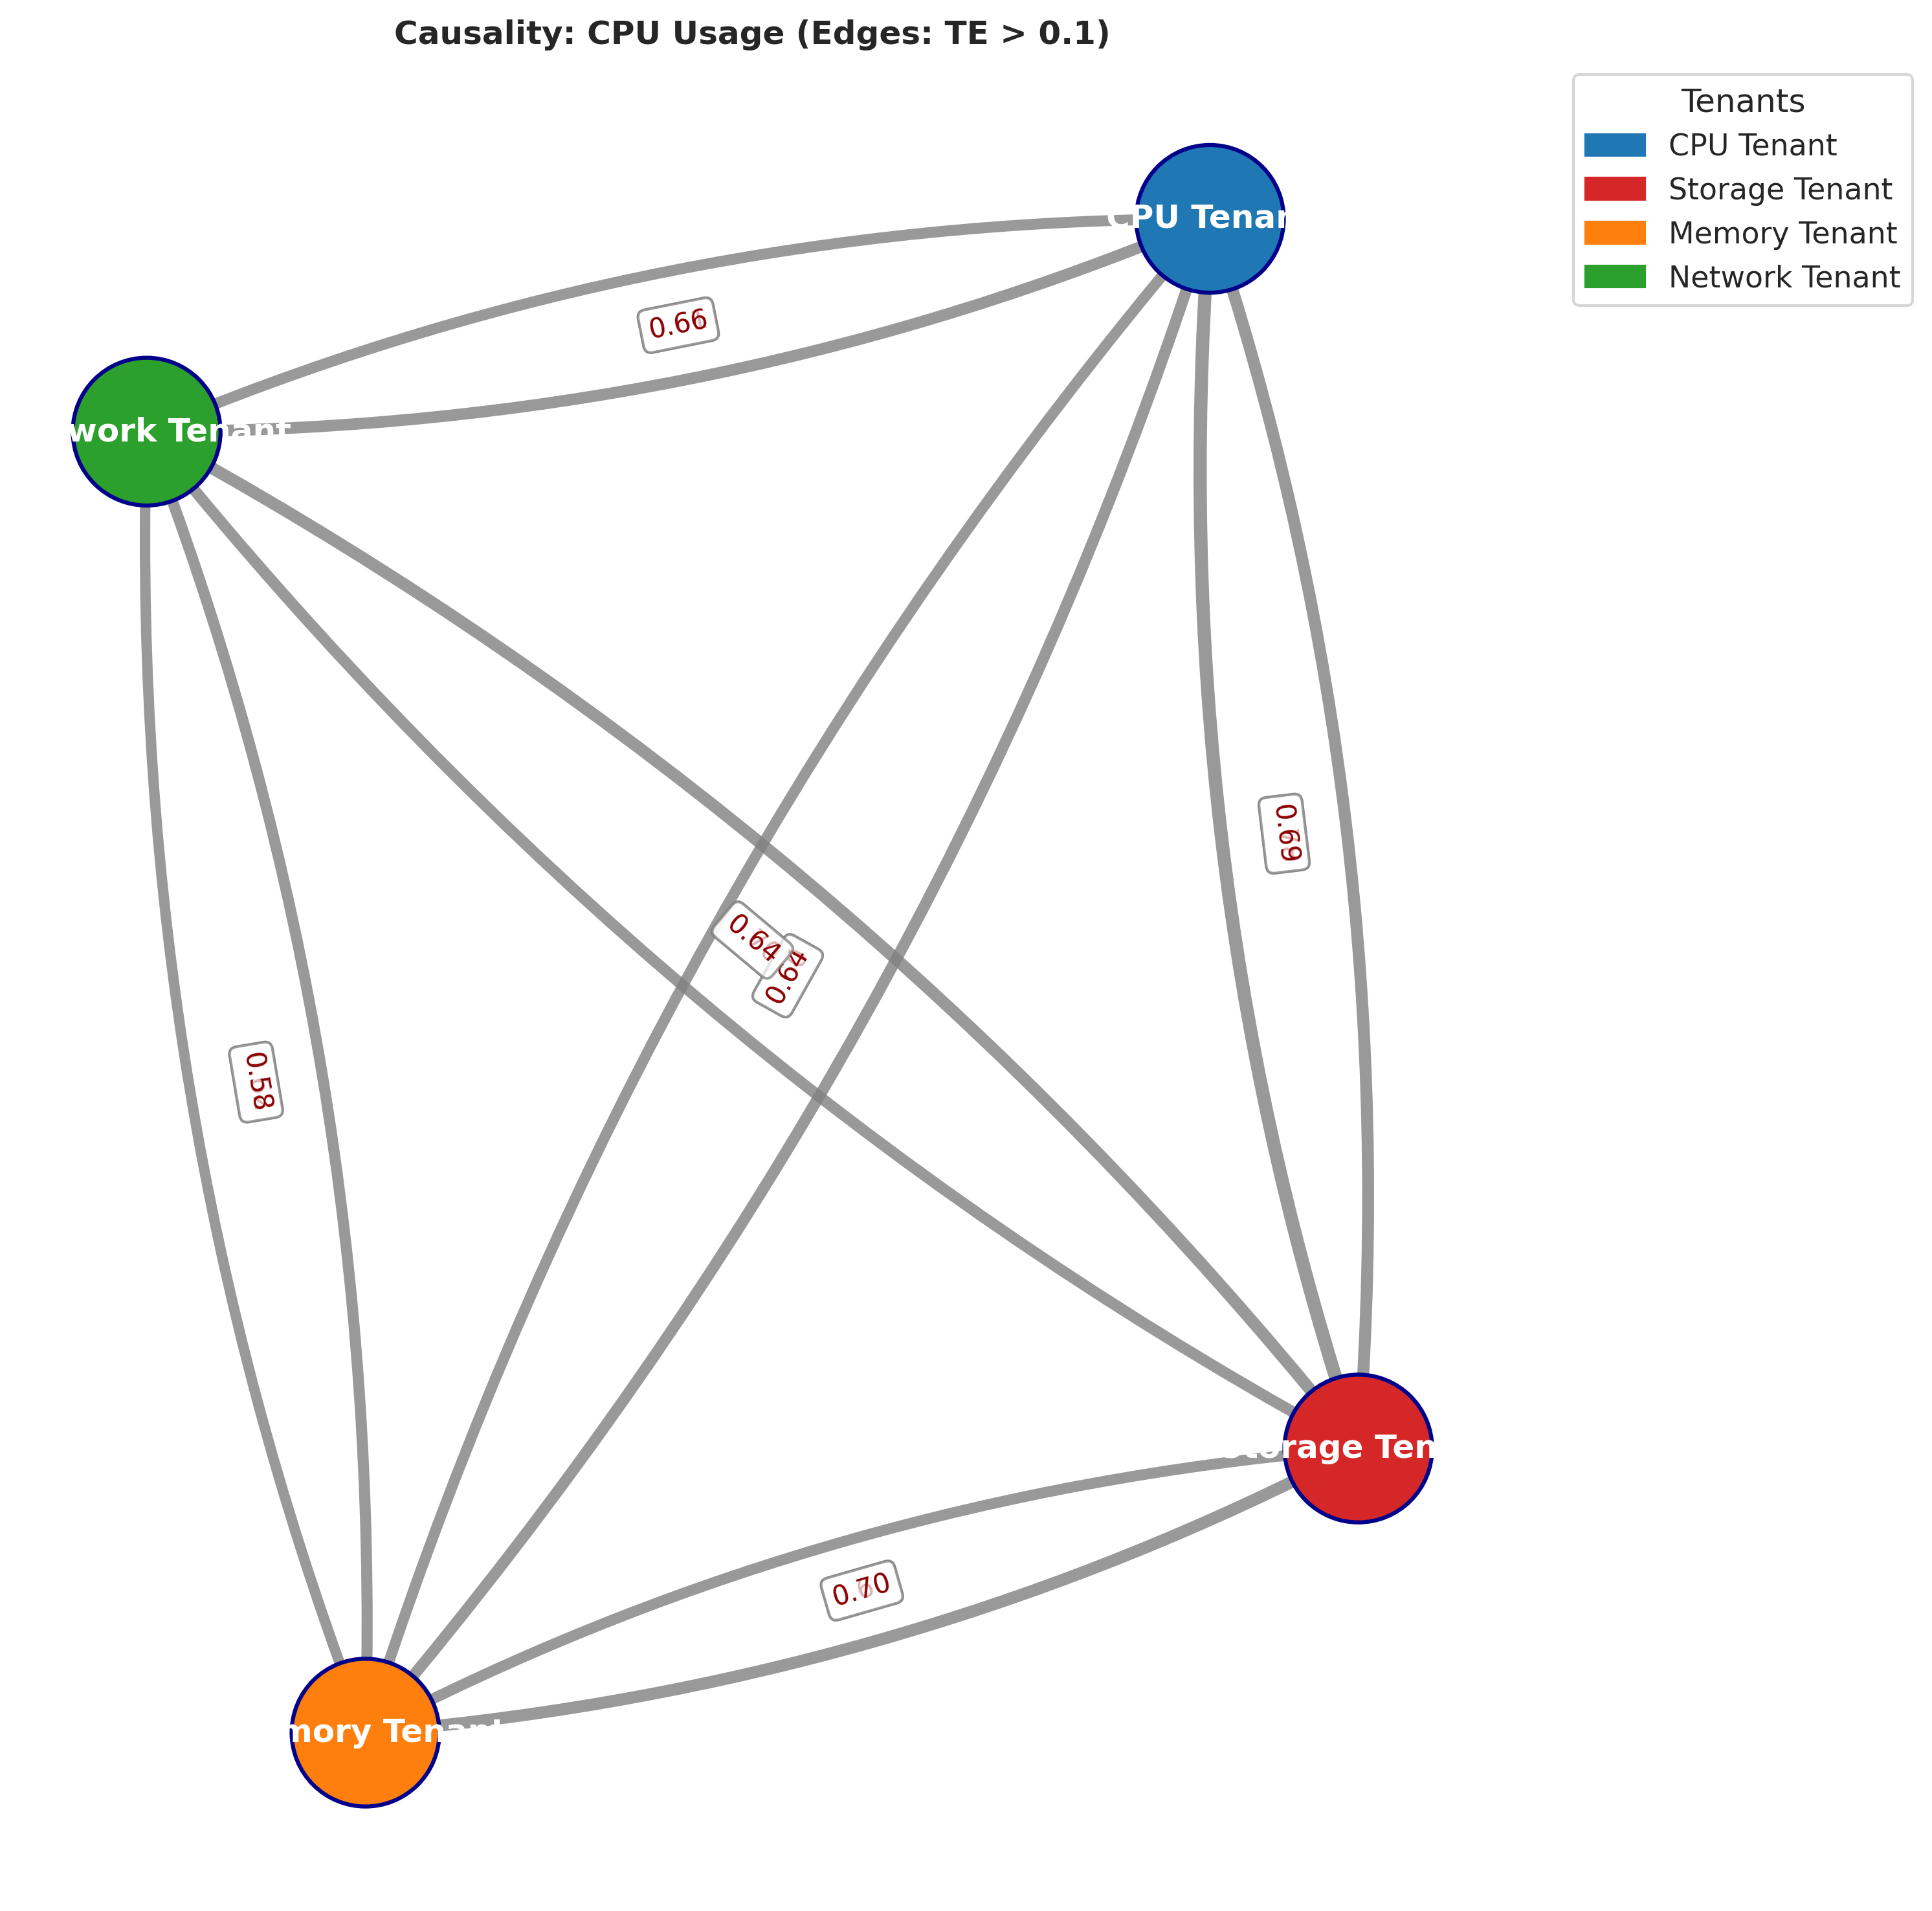 Causality: CPU Usage (Edges: TE > 0.1)
Tenants
CPU Tenant
Storage Tenant
Memory Tenant
Network Tenant
CPU Tenan
0.66
work Tenant
0.69
0.64
0.64
0.58
orage Ten
0.70
mory Tenant